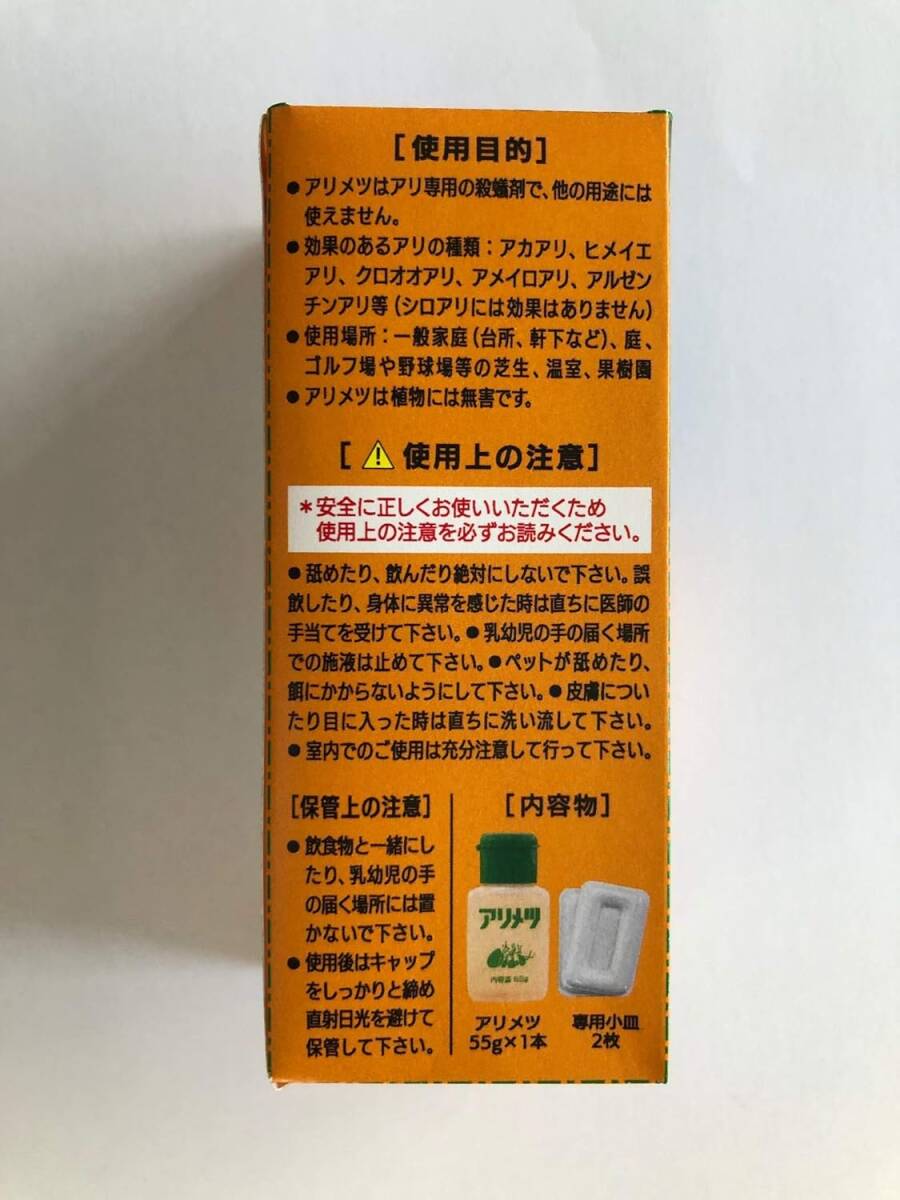 [使用目的]
●アリメツはアリ専用の殺蟻剤で、他の用途には
使えません。
●効果のあるアリの種類：アカアリ、ヒメイエ
アリ、クロオオアリ、アメイロアリ、アルゼン
チンアリ等(シロアリには効果はありません)
●使用場所：一般家庭(台所、軒下など)、庭、
ゴルフ場や野球場等の芝生、温室、果樹園
●アリメツは植物には無害です。
[⚠使用上の注意]
＊安全に正しくお使いいただくため
使用上の注意を必ずお読みください。
●舐めたり、飲んだり絶対にしないで下さい。誤
飲したり、身体に異常を感じた時は直ちに医師の
手当てを受けて下さい。●乳幼児の手の届く場所
での施液は止めて下さい。●ペットが舐めたり、
餌にかからないようにして下さい。●皮膚につい
たり目に入った時は直ちに洗い流して下さい。
●室内でのご使用は充分注意して行って下さい。
[保管上の注意]
●飲食物と一緒にし
たり、乳幼児の手
の届く場所には置
かないで下さい。
●使用後はキャップ
をしっかりと締め
直射日光を避けて
保管して下さい。
[内容物]
アリメツ
内容量 55g
アリメツ
55g×1本
専用小皿
2枚